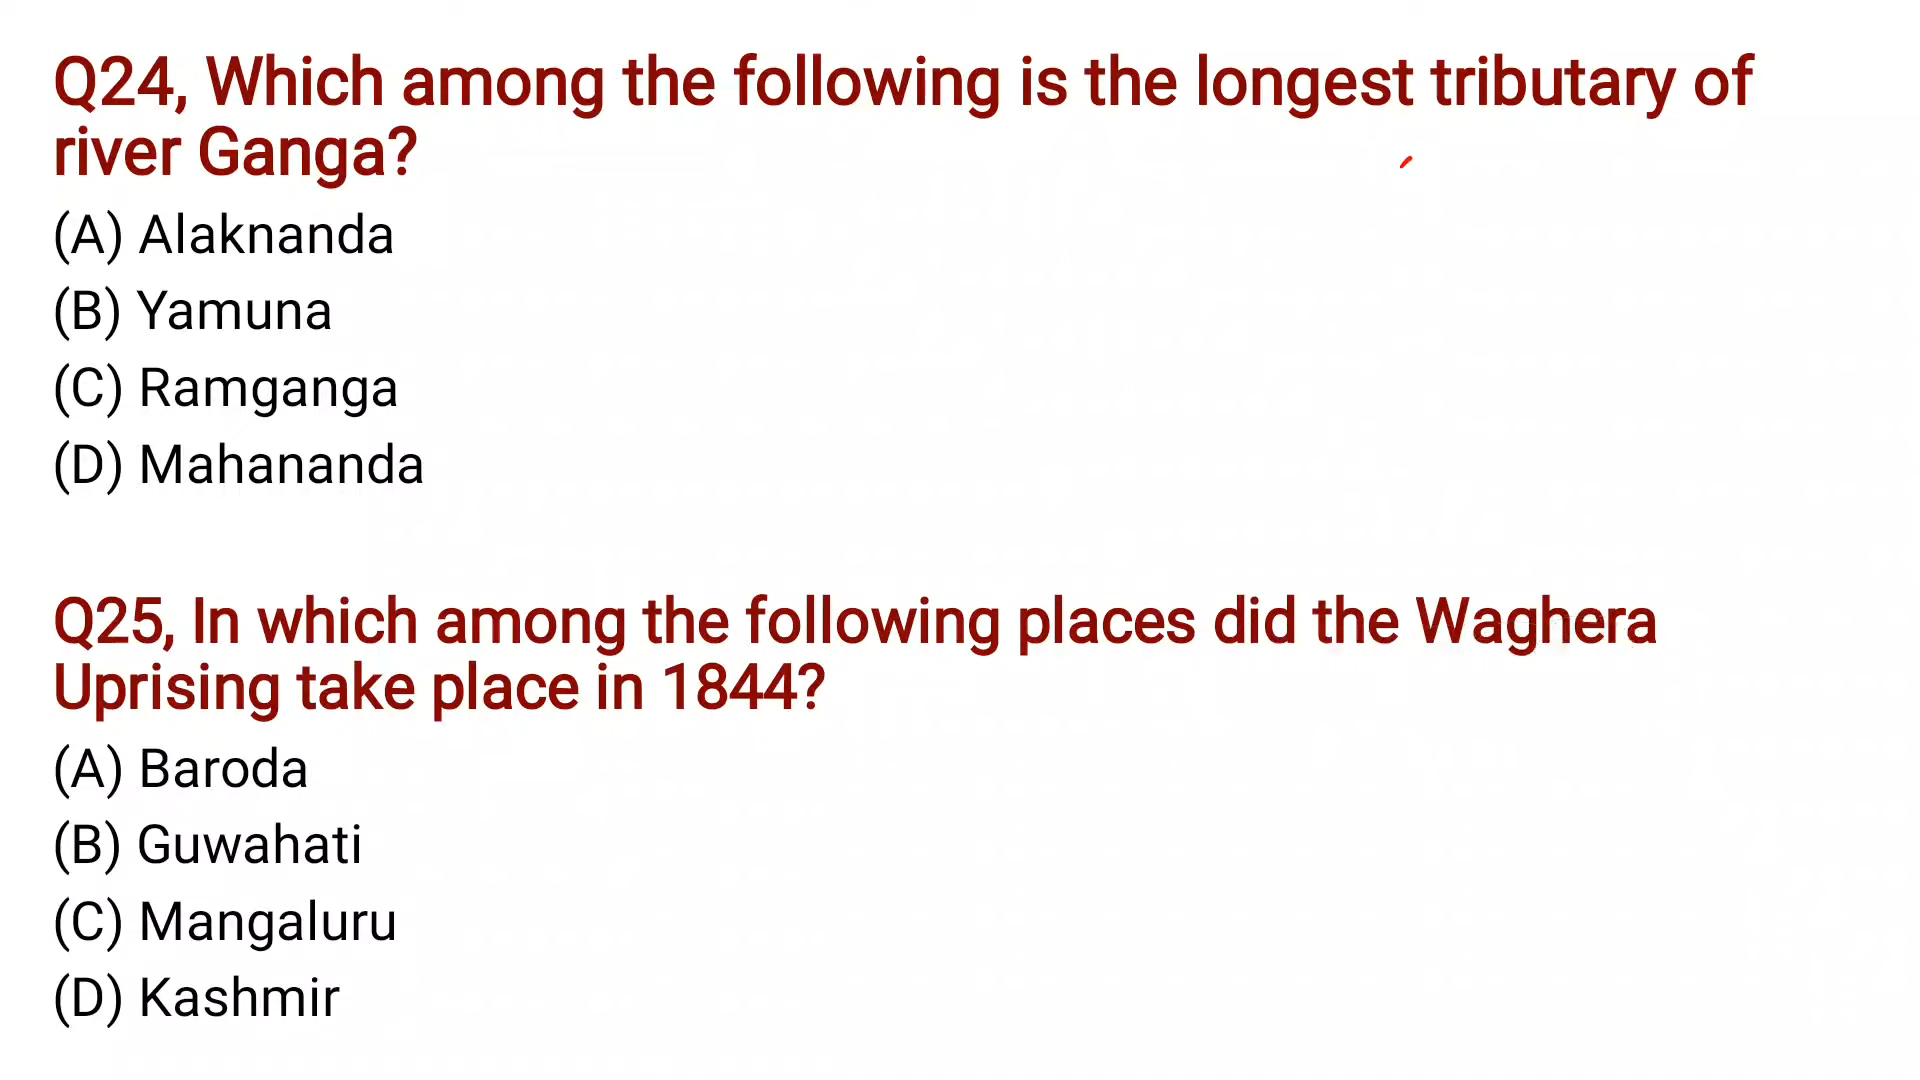 Q24, Which among the following is the longest tributary of
river Ganga?
(A) Alaknanda
(B) Yamuna
(C) Ramganga
(D) Mahananda
Q25, In which among the following places did the Waghera
Uprising take place in 1844?
(A) Baroda
(B) Guwahati
(C) Mangaluru
(D) Kashmir